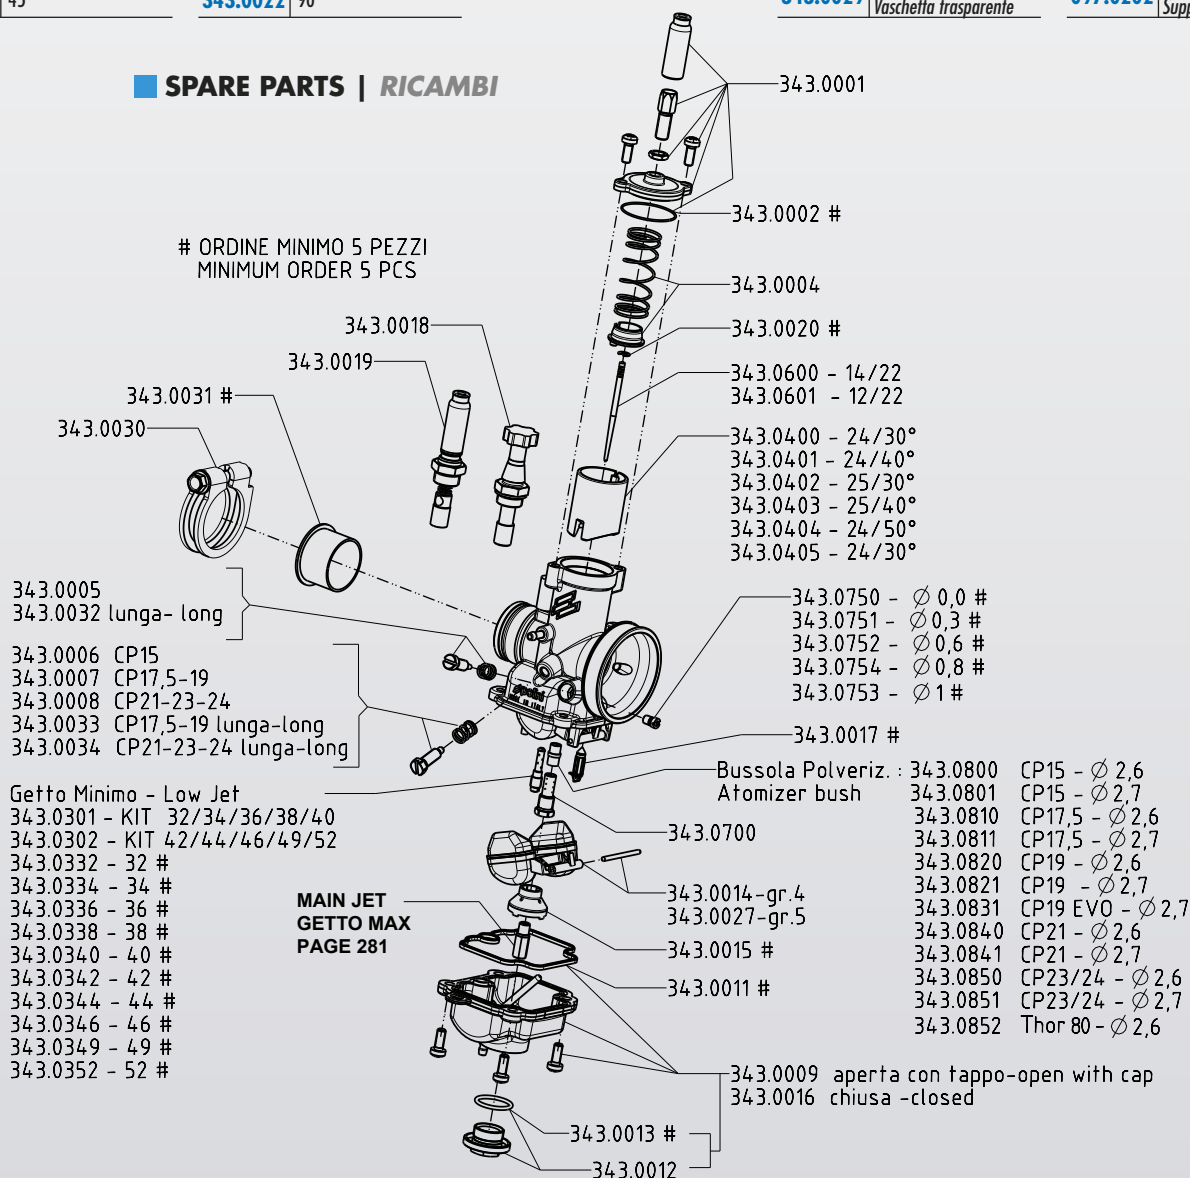 45
343.0022 90
Vaschetta trasparente
SPARE PARTS | RICAMBI
343.0001
343.0002 #
# ORDINE MINIMO 5 PEZZI
MINIMUM ORDER 5 PCS
343.0004
343.0018
343.0020 #
343.0019
343.0600 - 14/22
343.0601 - 12/22
343.0031 #
343.0030
343.0400 - 24/30°
343.0401 - 24/40°
343.0402 - 25/30°
343.0403 - 25/40°
343.0404 - 24/50°
343.0405 - 24/30°
343.0005
343.0032 lunga- long
343.0750 - Ø 0,0 #
343.0751 - Ø 0,3 #
343.0752 - Ø 0,6 #
343.0754 - Ø 0,8 #
343.0753 - Ø 1 #
343.0006 CP15
343.0007 CP17,5-19
343.0008 CP21-23-24
343.0033 CP17,5-19 lunga-long
343.0034 CP21-23-24 lunga-long
polini
343.0017 #
Bussola Polveriz. : 343.0800 CP15 - Ø 2,6
Atomizer bush 343.0801 CP15 - Ø 2,7
343.0810 CP17,5 - Ø 2,6
343.0811 CP17,5 - Ø 2,7
343.0820 CP19 - Ø 2,6
343.0821 CP19 - Ø 2,7
343.0831 CP19 EVO - Ø 2,7
343.0840 CP21 - Ø 2,6
343.0841 CP21 - Ø 2,7
343.0850 CP23/24 - Ø 2,6
343.0851 CP23/24 - Ø 2,7
343.0852 Thor 80 - Ø 2,6
Getto Minimo - Low Jet
343.0301 - KIT 32/34/36/38/40
343.0302 - KIT 42/44/46/49/52
343.0332 - 32 #
343.0334 - 34 #
343.0336 - 36 #
343.0338 - 38 #
343.0340 - 40 #
343.0342 - 42 #
343.0344 - 44 #
343.0346 - 46 #
343.0349 - 49 #
343.0352 - 52 #
343.0700
MAIN JET
GETTO MAX
PAGE 281
343.0014-gr.4
343.0027-gr.5
343.0015 #
343.0011 #
343.0009 aperta con tappo-open with cap
343.0016 chiusa -closed
343.0013 #
343.0012